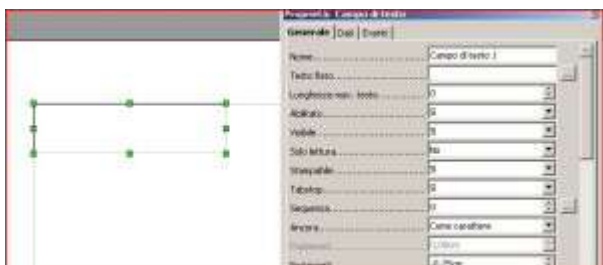 Proprietà: Campo di testo
Generale Dati Eventi
Nome Campo di testo 1
Testo fisso
Lunghezza max. testo 0
Abilitato Sì
Visibile Sì
Solo lettura No
Stampabile Sì
Tabstop Sì
Sequenza 0
Ancora Come carattere